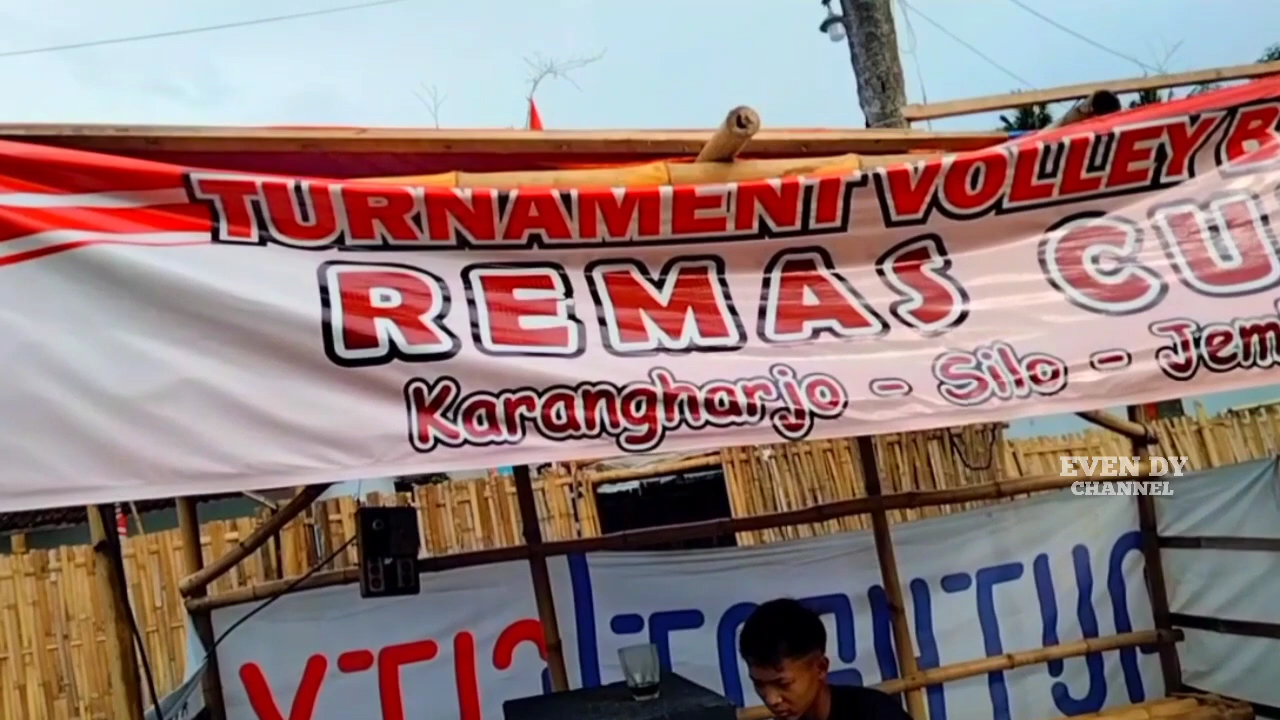 TURNAMENT VOLLEY
REMAS CU
Karangharjo - Silo - Jem
EVEN DY
CHANNEL